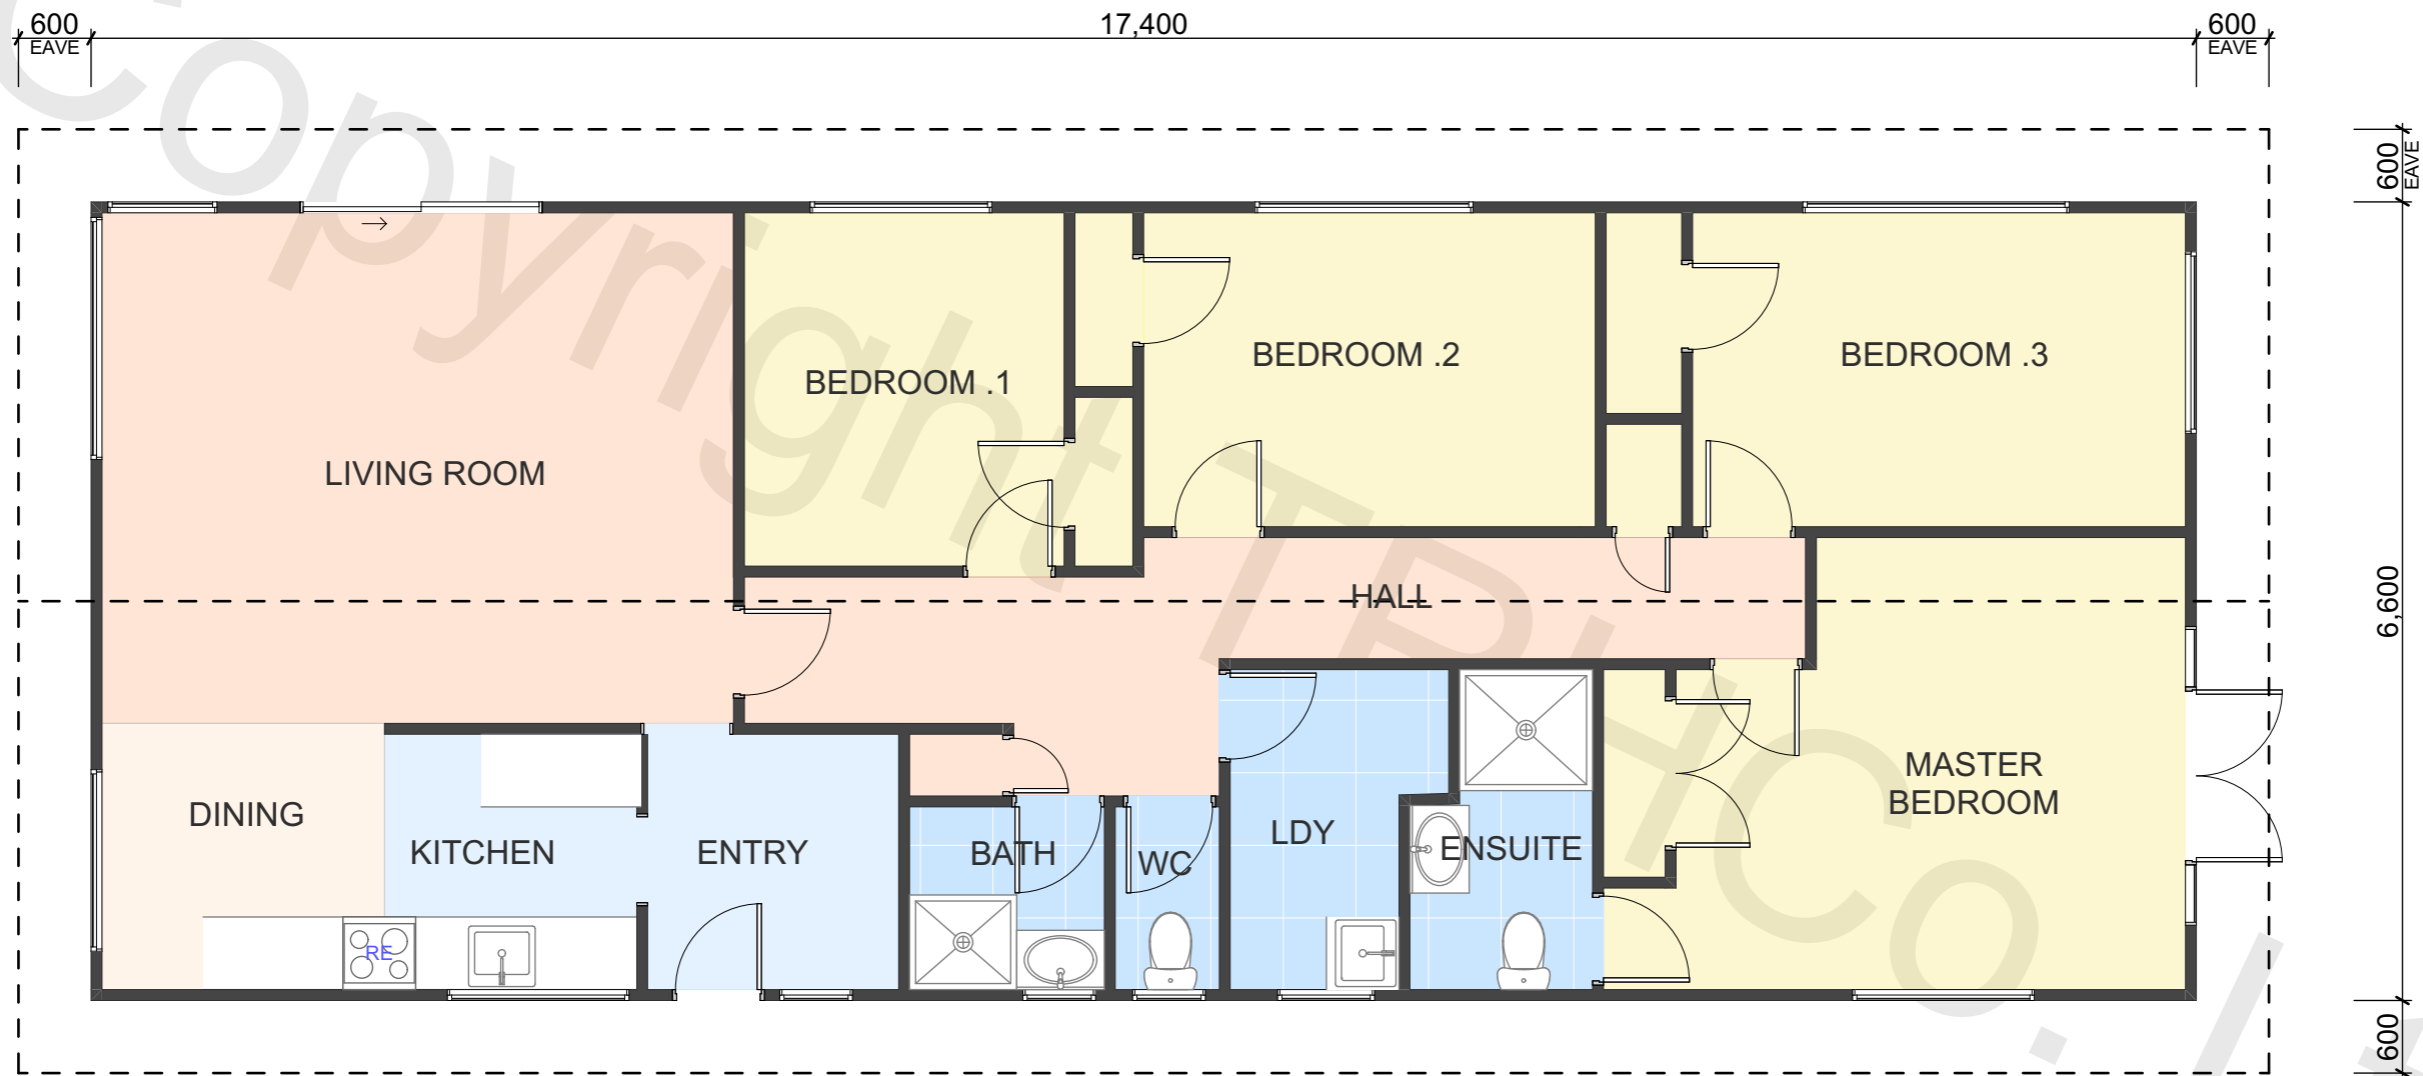 600
EAVE
17,400
600
EAVE
600
EAVE
BEDROOM .1
BEDROOM .2
BEDROOM .3
LIVING ROOM
HALL
6,600
MASTER
BEDROOM
DINING
KITCHEN
ENTRY
BATH
WC
LDY
ENSUITE
RE
600
Copyright TRHCo.